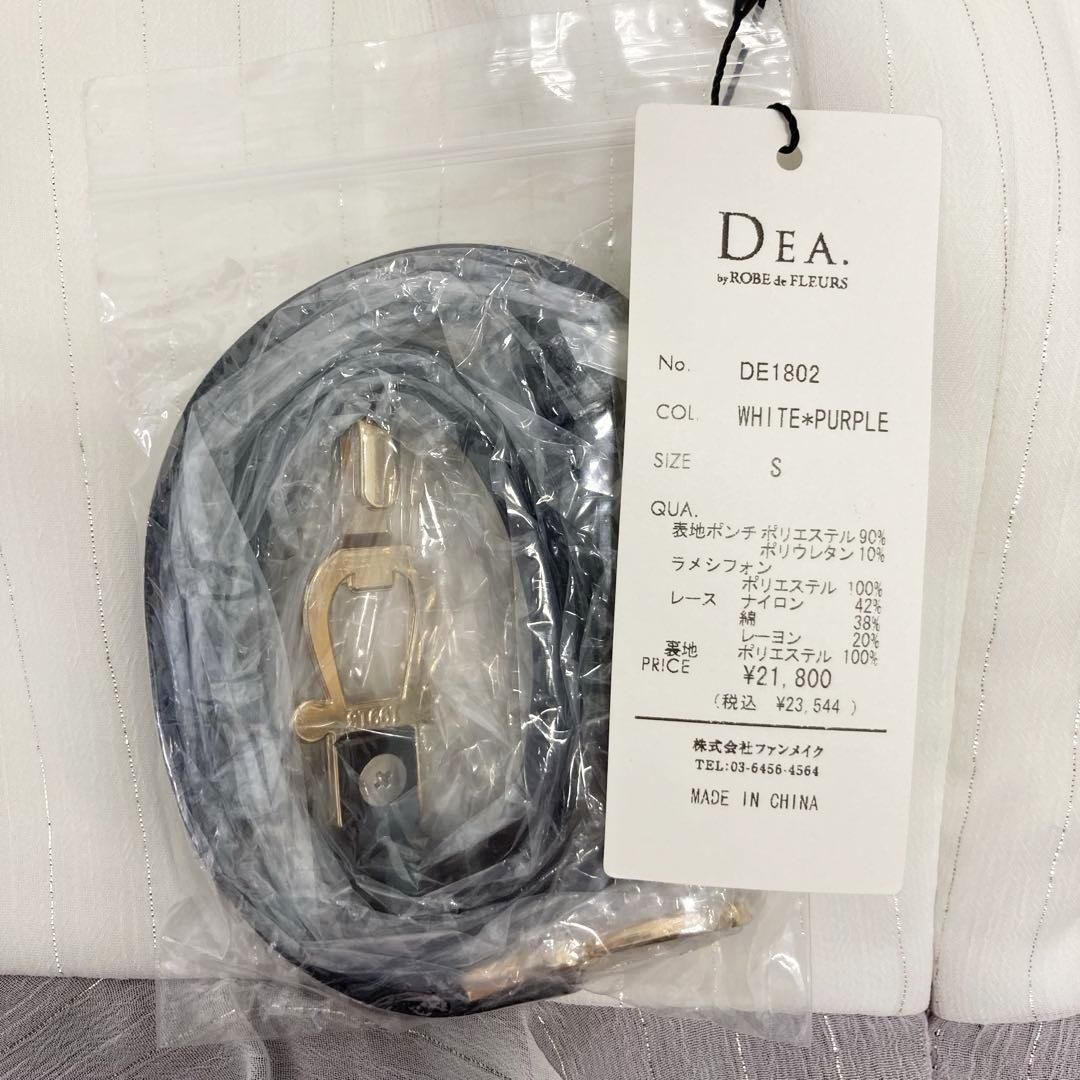 DEA.
by ROBE de FLEURS
No. DE1802
COL. WHITE*PURPLE
SIZE S
QUA.
表地ポンチ ポリエステル 90%
ポリウレタン 10%
ラメシフォン
ポリエステル 100%
レース ナイロン 42%
綿 38%
レーヨン 20%
裏地 ポリエステル 100%
PRICE ¥21,800
(税込 ¥23,544 )
株式会社ファンメイク
TEL:03-6456-4564
MADE IN CHINA